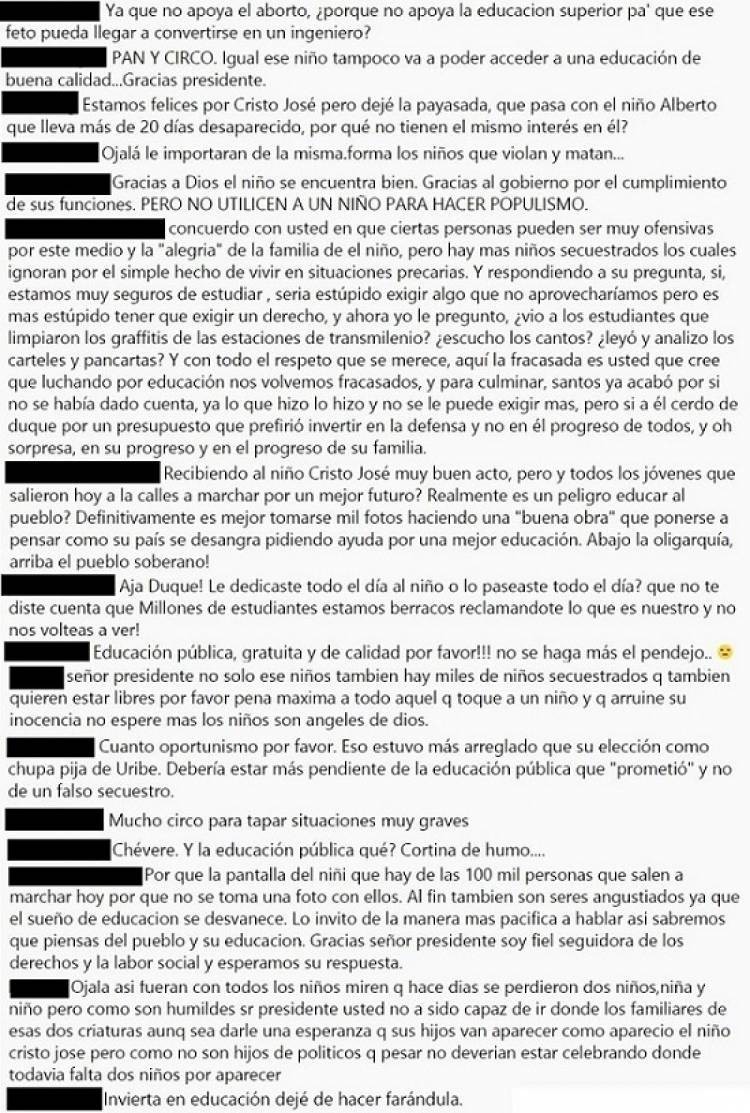 Ya que no apoya el aborto, ¿porque no apoya la educacion superior pa' que ese
feto pueda llegar a convertirse en un ingeniero?
PAN Y CIRCO. Igual ese niño tampoco va a poder acceder a una educación de
buena calidad...Gracias presidente.
Estamos felices por Cristo José pero dejé la payasada, que pasa con el niño Alberto
que lleva más de 20 días desaparecido, por qué no tienen el mismo interés en él?
Ojalá le importaran de la misma.forma los niños que violan y matan...
Gracias a Dios el niño se encuentra bien. Gracias al gobierno por el cumplimiento
de sus funciones. PERO NO UTILICEN A UN NIÑO PARA HACER POPULISMO.
concuerdo con usted en que ciertas personas pueden ser muy ofensivas
por este medio y la "alegria" de la familia de el niño, pero hay mas niños secuestrados los cuales
ignoran por el simple hecho de vivir en situaciones precarias. Y respondiendo a su pregunta, si,
estamos muy seguros de estudiar , seria estúpido exigir algo que no aprovecharíamos pero es
mas estúpido tener que exigir un derecho, y ahora yo le pregunto, ¿vio a los estudiantes que
limpiaron los graffitis de las estaciones de transmilenio? ¿escucho los cantos? ¿leyó y analizo los
carteles y pancartas? Y con todo el respeto que se merece, aquí la fracasada es usted que cree
que luchando por educación nos volvemos fracasados, y para culminar, santos ya acabó por si
no se había dado cuenta, ya lo que hizo lo hizo y no se le puede exigir mas, pero si a él cerdo de
duque por un presupuesto que prefirió invertir en la defensa y no en él progreso de todos, y oh
sorpresa, en su progreso y en el progreso de su familia.
Recibiendo al niño Cristo José muy buen acto, pero y todos los jóvenes que
salieron hoy a la calles a marchar por un mejor futuro? Realmente es un peligro educar al
pueblo? Definitivamente es mejor tomarse mil fotos haciendo una "buena obra" que ponerse a
pensar como su país se desangra pidiendo ayuda por una mejor educación. Abajo la oligarquía,
arriba el pueblo soberano!
Aja Duque! Le dedicaste todo el día al niño o lo paseaste todo el día? que no te
diste cuenta que Millones de estudiantes estamos berracos reclamandote lo que es nuestro y no
nos volteas a ver!
Educación pública, gratuita y de calidad por favor!!! no se haga más el pendejo.. 😒
señor presidente no solo ese niños tambien hay miles de niños secuestrados q tambien
quieren estar libres por favor pena maxima a todo aquel q toque a un niño y q arruine su
inocencia no espere mas los niños son angeles de dios.
Cuanto oportunismo por favor. Eso estuvo más arreglado que su elección como
chupa pija de Uribe. Debería estar más pendiente de la educación pública que "prometió" y no
de un falso secuestro.
Mucho circo para tapar situaciones muy graves
Chévere. Y la educación pública qué? Cortina de humo....
Por que la pantalla del niñi que hay de las 100 mil personas que salen a
marchar hoy por que no se toma una foto con ellos. Al fin tambien son seres angustiados ya que
el sueño de educacion se desvanece. Lo invito de la manera mas pacifica a hablar asi sabremos
que piensas del pueblo y su educacion. Gracias señor presidente soy fiel seguidora de los
derechos y la labor social y esperamos su respuesta.
Ojala asi fueran con todos los niños miren q hace dias se perdieron dos niños,niña y
niño pero como son humildes sr presidente usted no a sido capaz de ir donde los familiares de
esas dos criaturas aunq sea darle una esperanza q sus hijos van aparecer como aparecio el niño
cristo jose pero como no son hijos de politicos q pesar no deverian estar celebrando donde
todavia falta dos niños por aparecer
Invierta en educación dejé de hacer farándula.